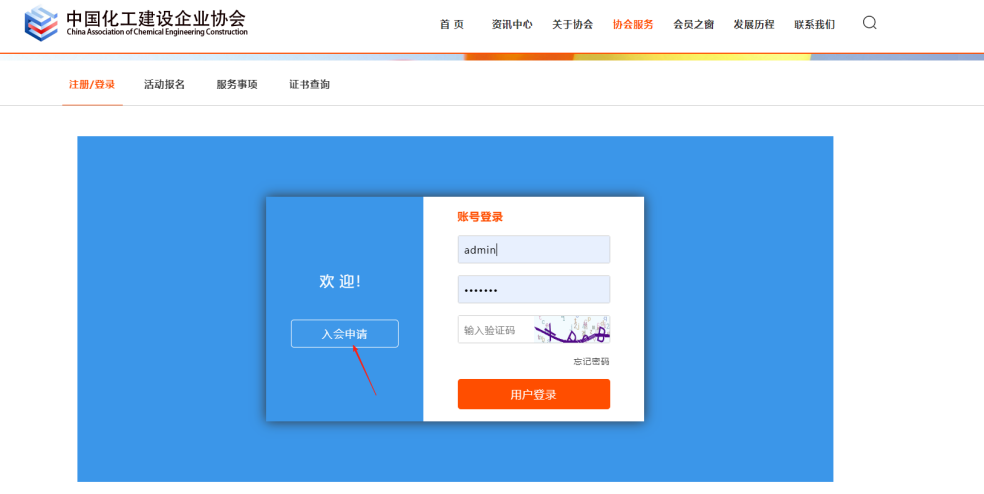 中国化工建设企业协会
China Association of Chemical Engineering Construction
首 页 资讯中心 关于协会 协会服务 会员之窗 发展历程 联系我们
注册/登录 活动报名 服务事项 证书查询
账号登录
admin
欢 迎!
•••••••
入会申请
输入验证码
忘记密码
用户登录